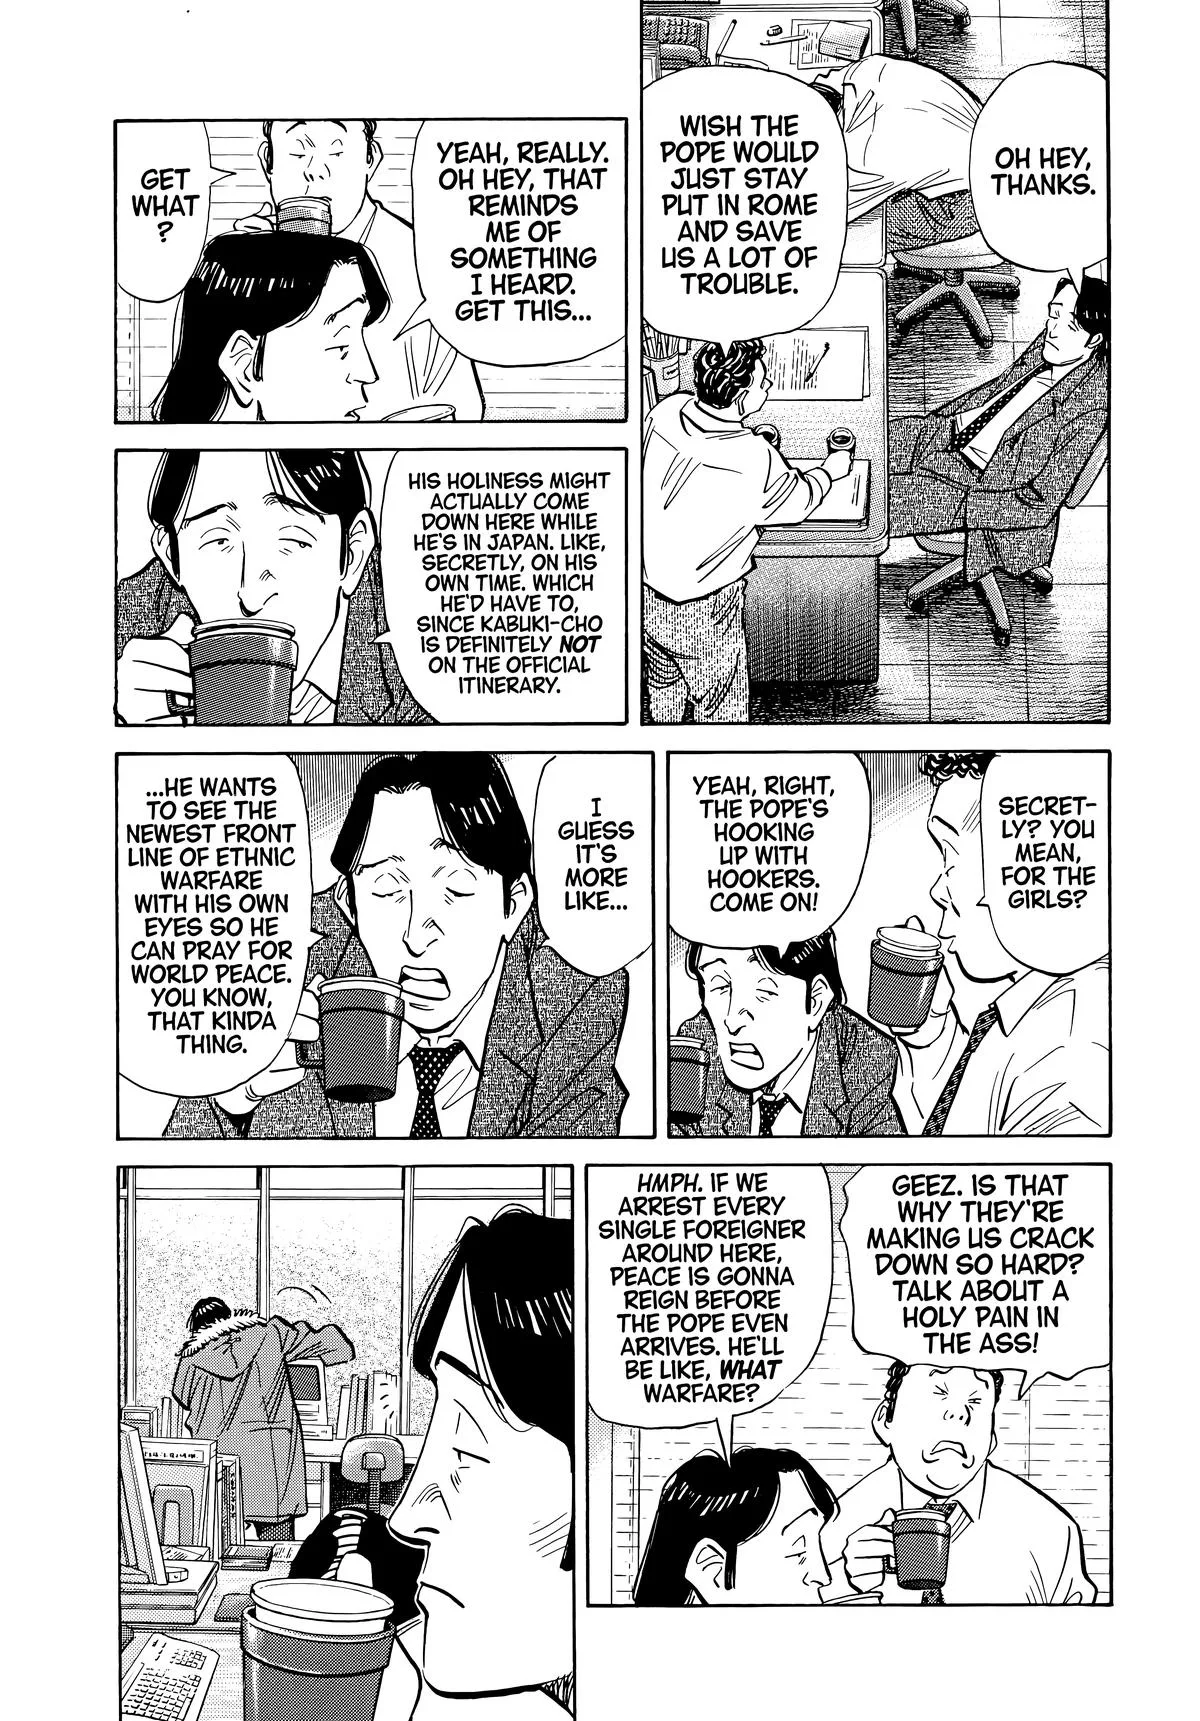 OH HEY,
THANKS.
WISH THE
POPE WOULD
JUST STAY
PUT IN ROME
AND SAVE
US A LOT OF
TROUBLE.
YEAH, REALLY.
OH HEY, THAT
REMINDS
ME OF
SOMETHING
I HEARD.
GET THIS...
GET
WHAT
?
HIS HOLINESS MIGHT
ACTUALLY COME
DOWN HERE WHILE
HE'S IN JAPAN. LIKE,
SECRETLY, ON HIS
OWN TIME. WHICH
HE'D HAVE TO,
SINCE KABUKI-CHO
IS DEFINITELY NOT
ON THE OFFICIAL
ITINERARY.
SECRET-
LY? YOU
MEAN,
FOR THE
GIRLS?
YEAH, RIGHT,
THE POPE'S
HOOKING
UP WITH
HOOKERS.
COME ON!
I
GUESS
IT'S
MORE
LIKE...
...HE WANTS
TO SEE THE
NEWEST FRONT
LINE OF ETHNIC
WARFARE
WITH HIS OWN
EYES SO HE
CAN PRAY FOR
WORLD PEACE.
YOU KNOW,
THAT KINDA
THING.
GEEZ. IS THAT
WHY THEY'RE
MAKING US CRACK
DOWN SO HARD?
TALK ABOUT A
HOLY PAIN IN
THE ASS!
HMPH. IF WE
ARREST EVERY
SINGLE FOREIGNER
AROUND HERE,
PEACE IS GONNA
REIGN BEFORE
THE POPE EVEN
ARRIVES. HE'LL
BE LIKE, WHAT
WARFARE?